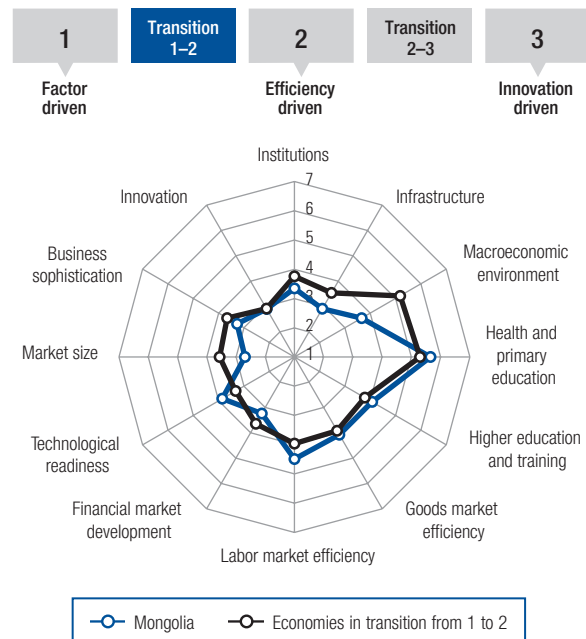 1
Transition
1–2
2
Transition
2–3
3
Factor
driven
Efficiency
driven
Innovation
driven
Institutions
Infrastructure
Macroeconomic
environment
Health and
primary
education
Higher education
and training
Goods market
efficiency
Labor market efficiency
Financial market
development
Technological
readiness
Market size
Business
sophistication
Innovation
7
6
5
4
3
2
1
Mongolia
Economies in transition from 1 to 2